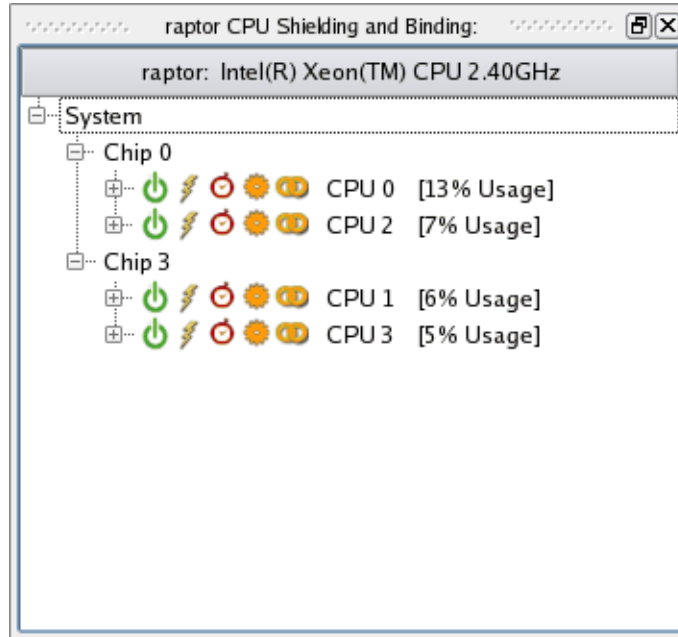 raptor CPU Shielding and Binding:
raptor: Intel(R) Xeon(TM) CPU 2.40GHz
System
Chip 0
CPU 0 [13% Usage]
CPU 2 [7% Usage]
Chip 3
CPU 1 [6% Usage]
CPU 3 [5% Usage]